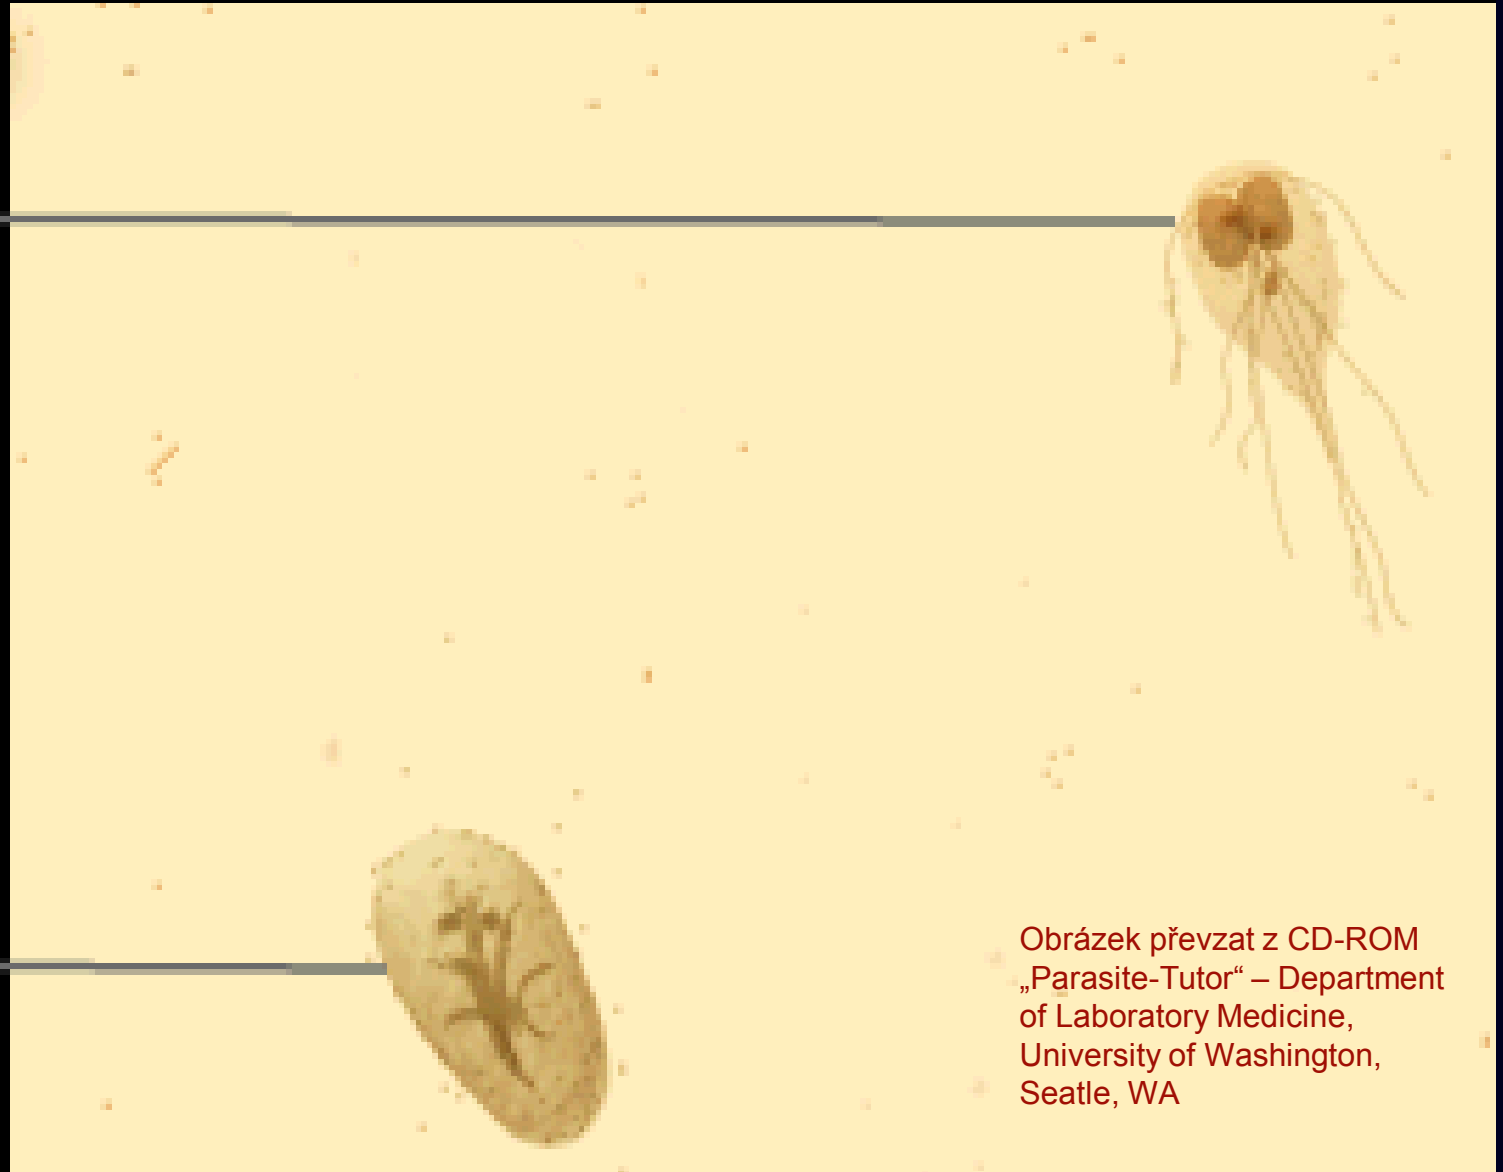 Obrázek převzat z CD-ROM
„Parasite-Tutor“ – Department
of Laboratory Medicine,
University of Washington,
Seatle, WA